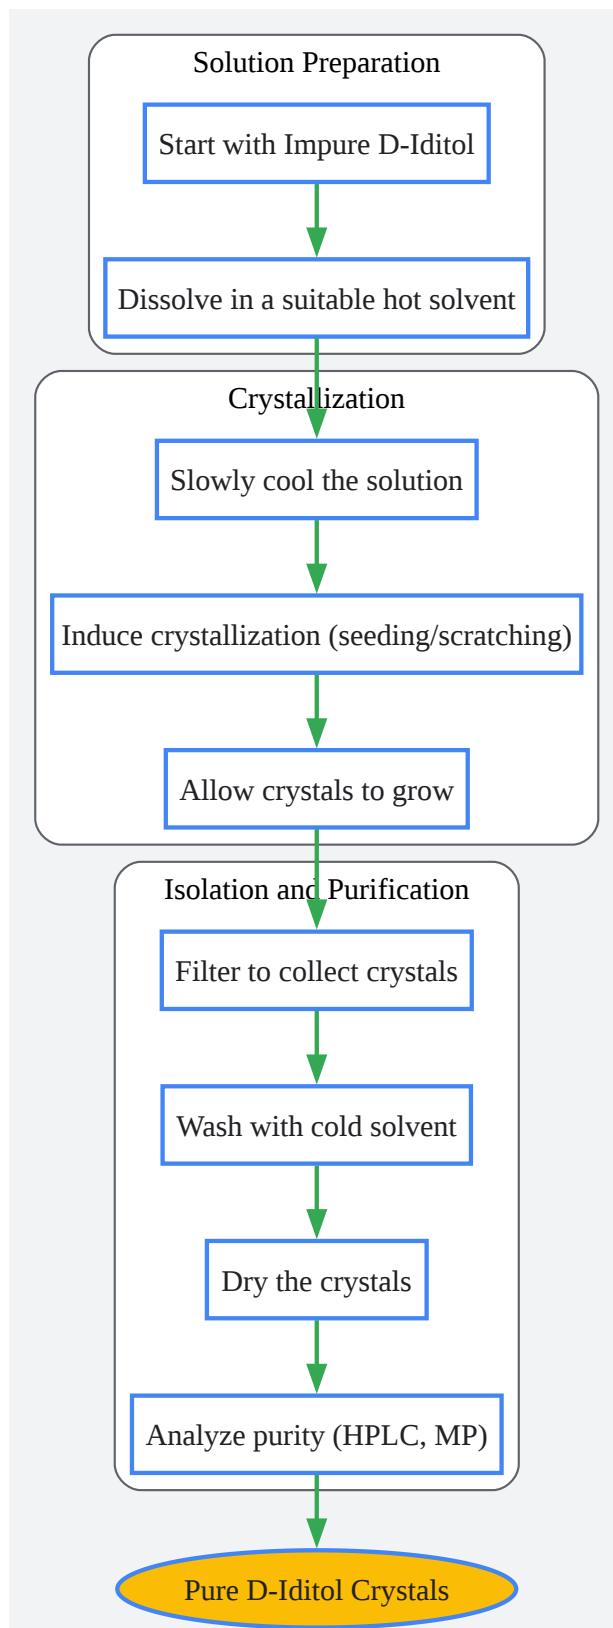 Solution Preparation
Start with Impure D-Iditol
Dissolve in a suitable hot solvent
Crystallization
Slowly cool the solution
Induce crystallization (seeding/scratching)
Allow crystals to grow
Isolation and Purification
Filter to collect crystals
Wash with cold solvent
Dry the crystals
Analyze purity (HPLC, MP)
Pure D-Iditol Crystals